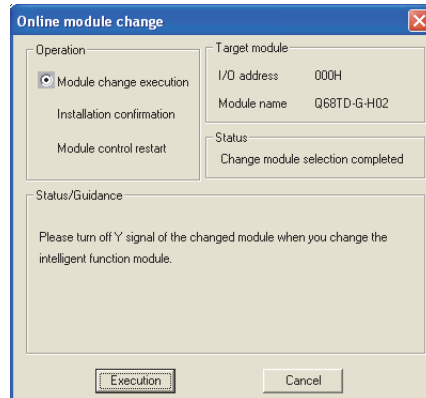 Online module change
Operation
Module change execution
Installation confirmation
Module control restart
Target module
I/O address 000H
Module name Q68TD-G-H02
Status
Change module selection completed
Status/Guidance
Please turn off Y signal of the changed module when you change the
intelligent function module.
Execution Cancel